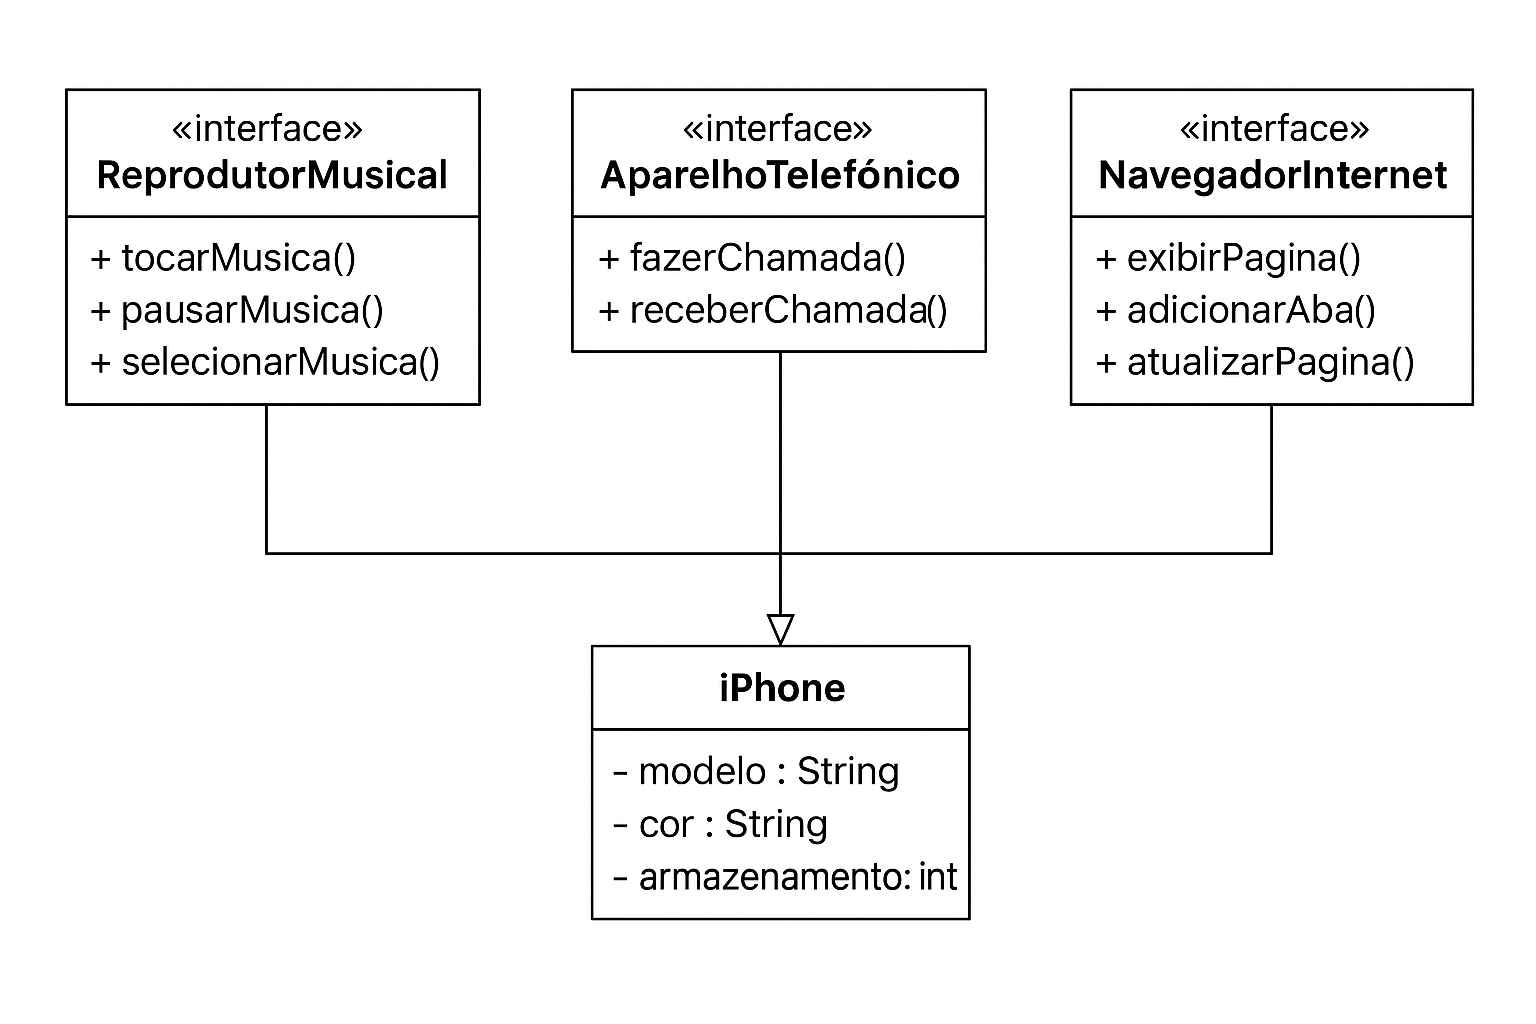 «interface»
ReprodutorMusical
+ tocarMusica()
+ pausarMusica()
+ selecionarMusica()
«interface»
AparelhoTelefónico
+ fazerChamada()
+ receberChamada()
«interface»
NavegadorInternet
+ exibirPagina()
+ adicionarAba()
+ atualizarPagina()
iPhone
- modelo : String
- cor : String
- armazenamento: int